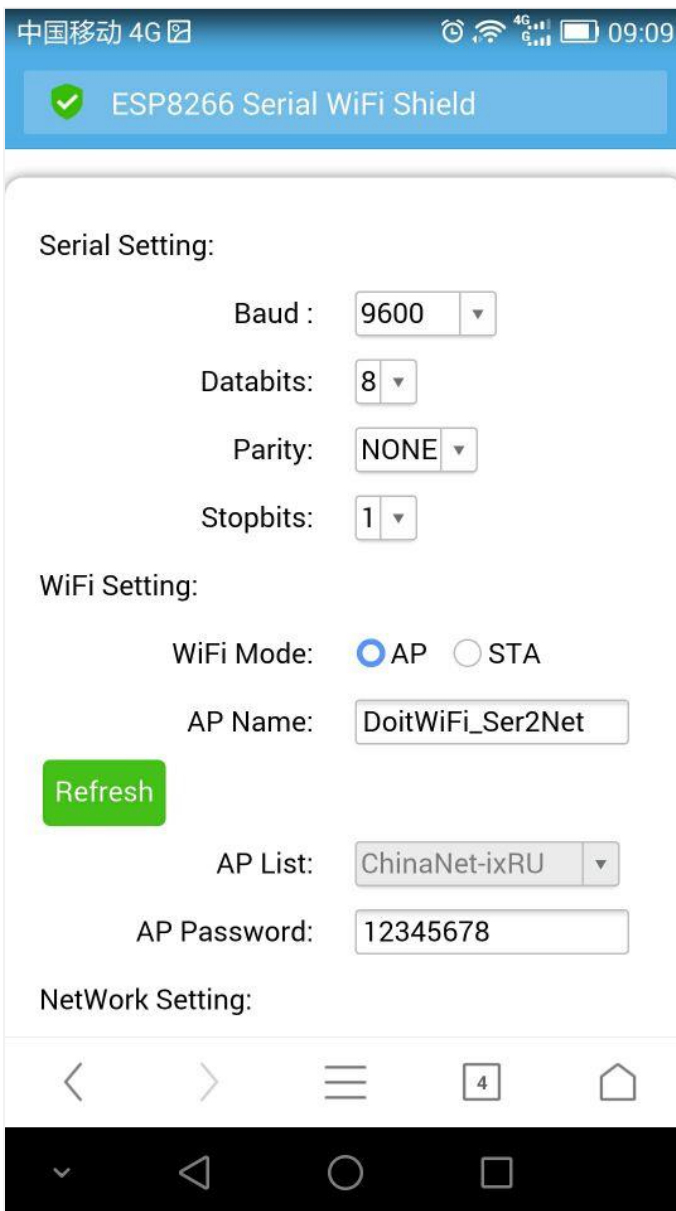 中国移动 4G 4G G 09:09
ESP8266 Serial WiFi Shield
Serial Setting:
Baud : 9600
Databits: 8
Parity: NONE
Stopbits: 1
WiFi Setting:
WiFi Mode: AP STA
AP Name: DoitWiFi_Ser2Net
Refresh
AP List: ChinaNet-ixRU
AP Password: 12345678
NetWork Setting:
4